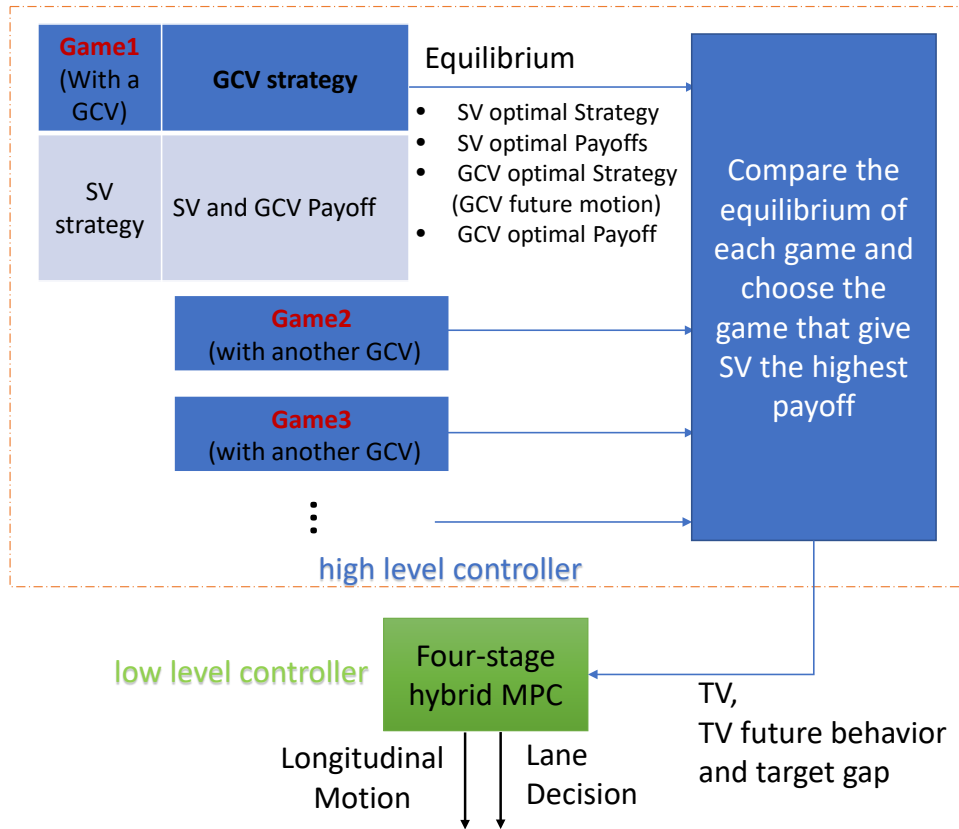 Game1
(With a
GCV)
GCV strategy
SV
strategy
SV and GCV Payoff
Equilibrium
• SV optimal Strategy
• SV optimal Payoffs
• GCV optimal Strategy
(GCV future motion)
• GCV optimal Payoff
Game2
(with another GCV)
Game3
(with another GCV)
⋮
high level controller
Compare the
equilibrium of
each game and
choose the
game that give
SV the highest
payoff
low level controller
Four-stage
hybrid MPC
TV,
TV future behavior
and target gap
Longitudinal
Motion
Lane
Decision